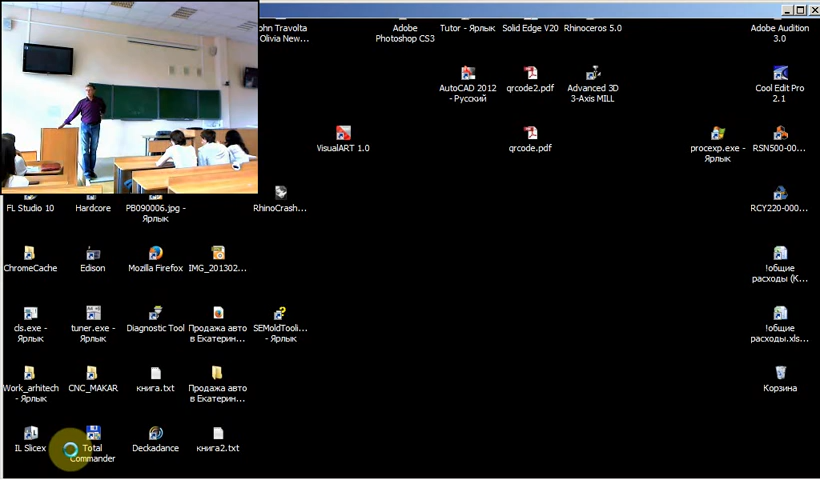 John Travolta
Olivia New...
Adobe
Photoshop CS3
Tutor - Ярлык
Solid Edge V20
Rhinoceros 5.0
Adobe Audition
3.0
AutoCAD 2012
- Русский
qrcode2.pdf
Advanced 3D
3-Axis MILL
Cool Edit Pro
2.1
VisualART 1.0
qrcode.pdf
procexp.exe -
Ярлык
RSN500-00...
FL Studio 10
Hardcore
PB090006.jpg -
Ярлык
RhinoCrash...
RCY220-000...
ChromeCache
Edison
Mozilla Firefox
IMG_201302...
!общие
расходы (К...
cls.exe -
Ярлык
tuner.exe -
Ярлык
Diagnostic Tool
Продажа авто
в Екатерин...
SEMoldTooli...
- Ярлык
!общие
расходы.xls...
Work_arhitech
- Ярлык
CNC_MAKAR
книга.txt
Продажа авто
в Екатерин...
Корзина
IL Slicex
Total
Commander
Deckadance
книга2.txt